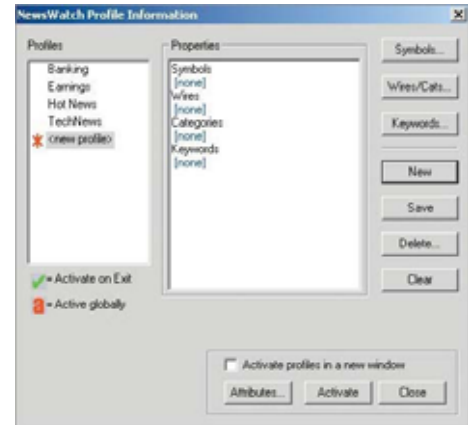 NewsWatch Profile Information
Profiles
Banking
Earnings
Hot News
TechNews
<new profile>
= Activate on Exit
a = Active globally
Properties
Symbols
[none]
Wires
[none]
Categories
[none]
Keywords
[none]
Symbols...
Wires/Cats...
Keywords...
New
Save
Delete...
Clear
Activate profiles in a new window
Attributes...
Activate
Close